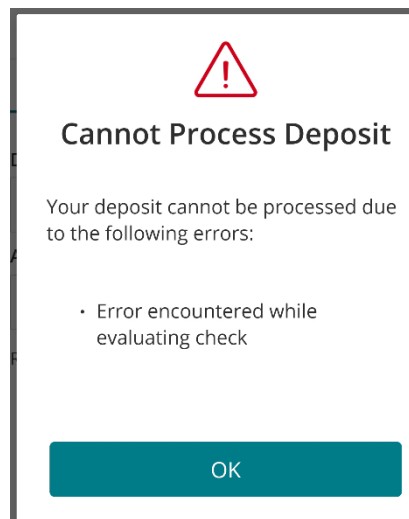 Cannot Process Deposit
Your deposit cannot be processed due
to the following errors:
• Error encountered while
evaluating check
OK